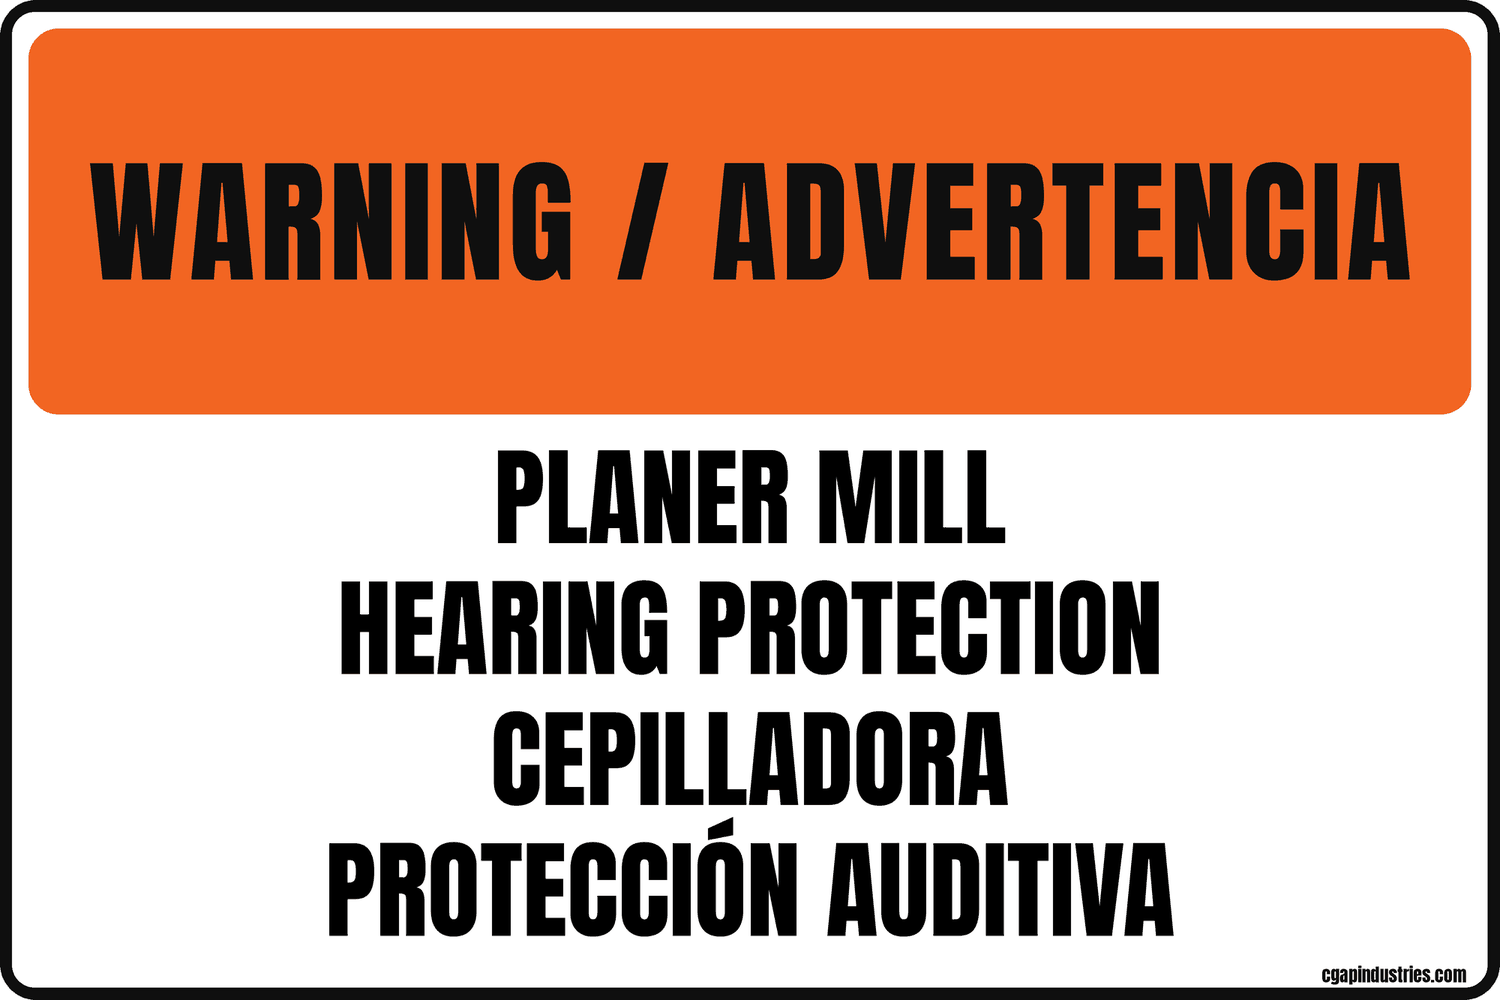 WARNING / ADVERTENCIA
PLANER MILL
HEARING PROTECTION
CEPILLADORA
PROTECCIÓN AUDITIVA
cgapindustries.com